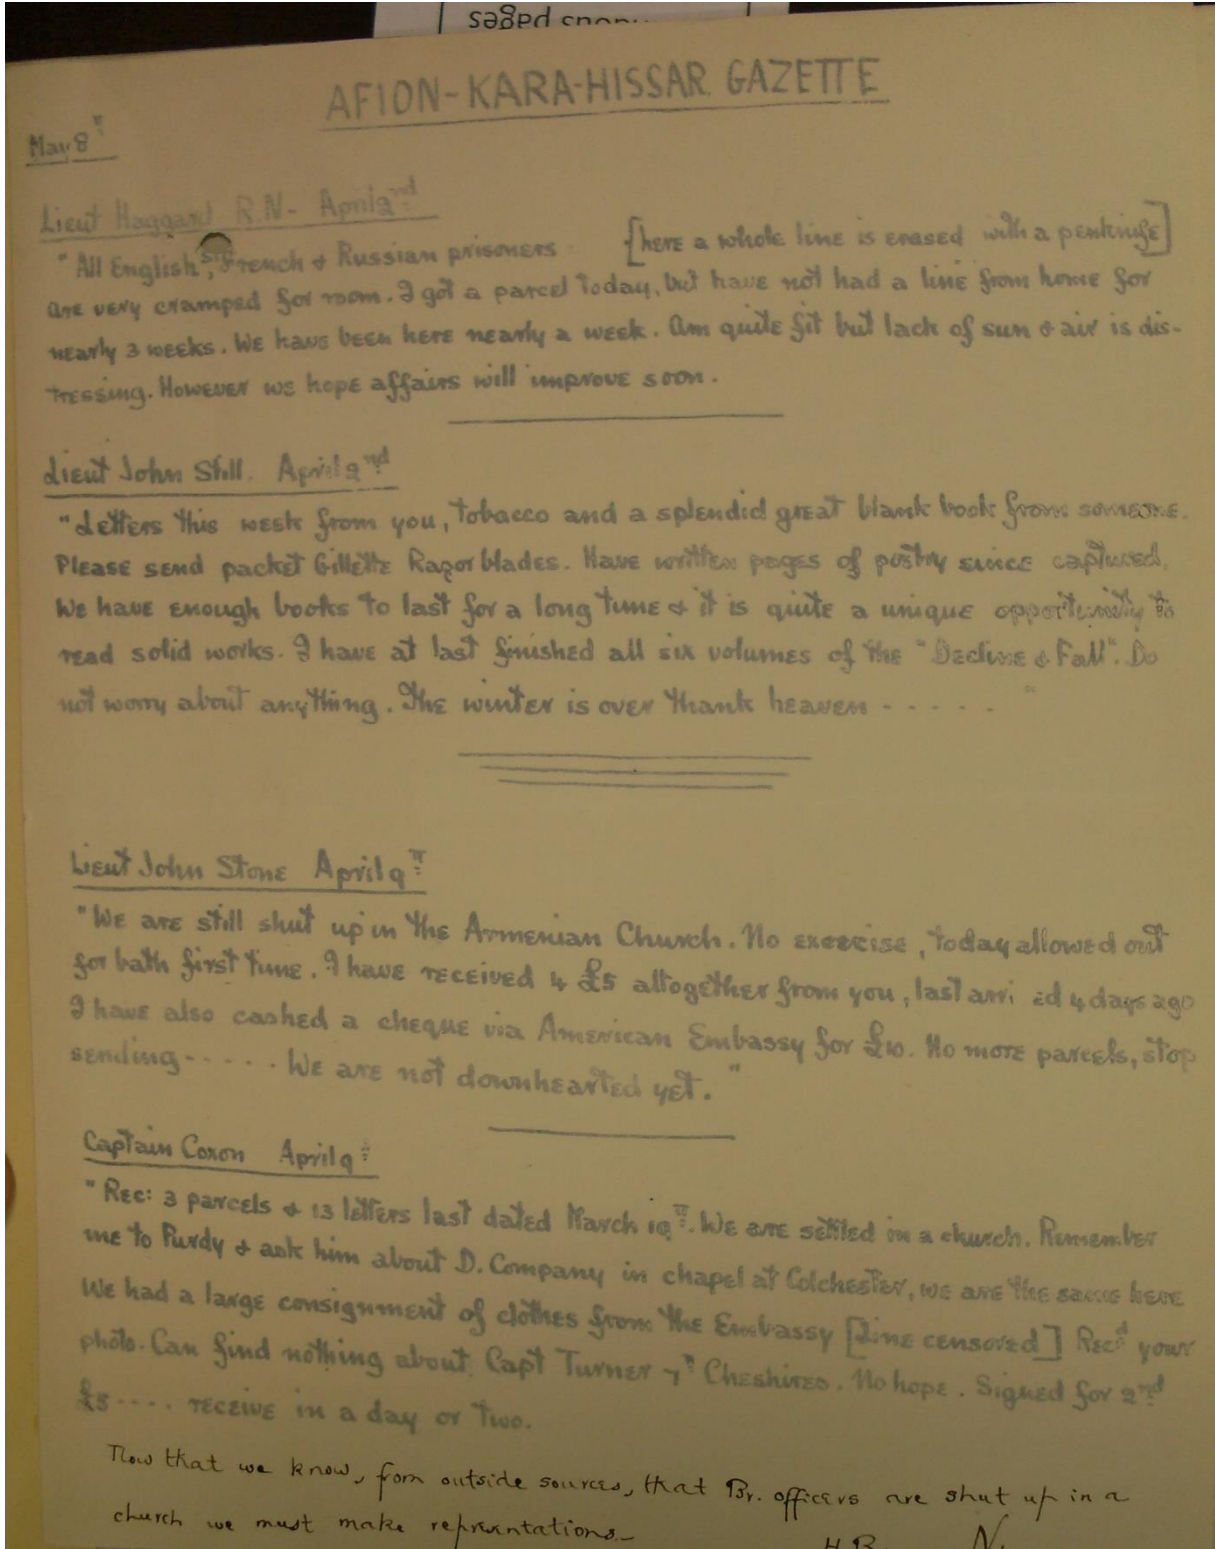 AFION-KARA-HISSAR GAZETTE
May 8th
Lieut Haggard R.N- April 2nd
"All English, French & Russian prisoners [here a whole line is erased with a penknife]
are very cramped for room. I got a parcel today, but have not had a line from home for
nearly 3 weeks. We have been here nearly a week. Am quite fit but lack of sun & air is dis-
tressing. However we hope affairs will improve soon.
Lieut John Still. April 2nd
"Letters this week from you, tobacco and a splendid great blank book from someone.
Please send packet Gillette Razor blades. Have written pages of poetry since captured.
We have enough books to last for a long time & it is quite a unique opportunity to
read solid works. I have at last finished all six volumes of the "Decline & Fall". Do
not worry about anything. The winter is over thank heaven - - - - - "
Lieut John Stone April 9th
"We are still shut up in the Armenian Church. No exercise, today allowed out
for bath first time. I have received 4 £5 altogether from you, last arri ed 4 days ago
I have also cashed a cheque via American Embassy for £10. No more parcels, stop
sending - - - - - We are not downhearted yet."
Captain Coxon April 9th
"Rec: 3 parcels & 13 letters last dated March 10th. We are settled in a church. Remember
me to Purdy & ask him about D. Company in chapel at Colchester, we are the same here
We had a large consignment of clothes from the Embassy [Line censored] Recd your
photo. Can find nothing about Capt Turner 7th Cheshires. No hope. Signed for 2nd
£5 - - - - receive in a day or two.
Now that we know, from outside sources, that Br. officers are shut up in a
church we must make representations.